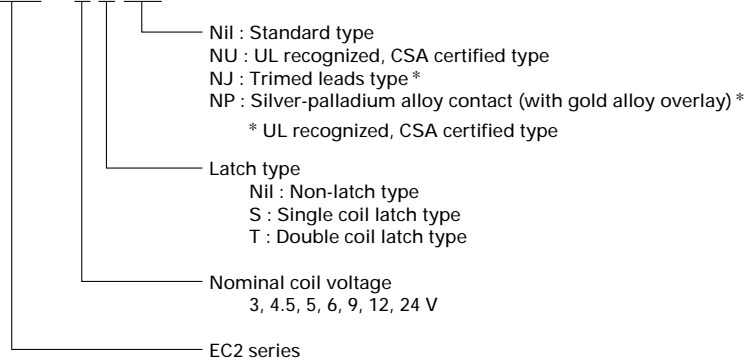 Nil : Standard type
NU : UL recognized, CSA certified type
NJ : Trimed leads type *
NP : Silver-palladium alloy contact (with gold alloy overlay) *
* UL recognized, CSA certified type
Latch type
Nil : Non-latch type
S : Single coil latch type
T : Double coil latch type
Nominal coil voltage
3, 4.5, 5, 6, 9, 12, 24 V
EC2 series